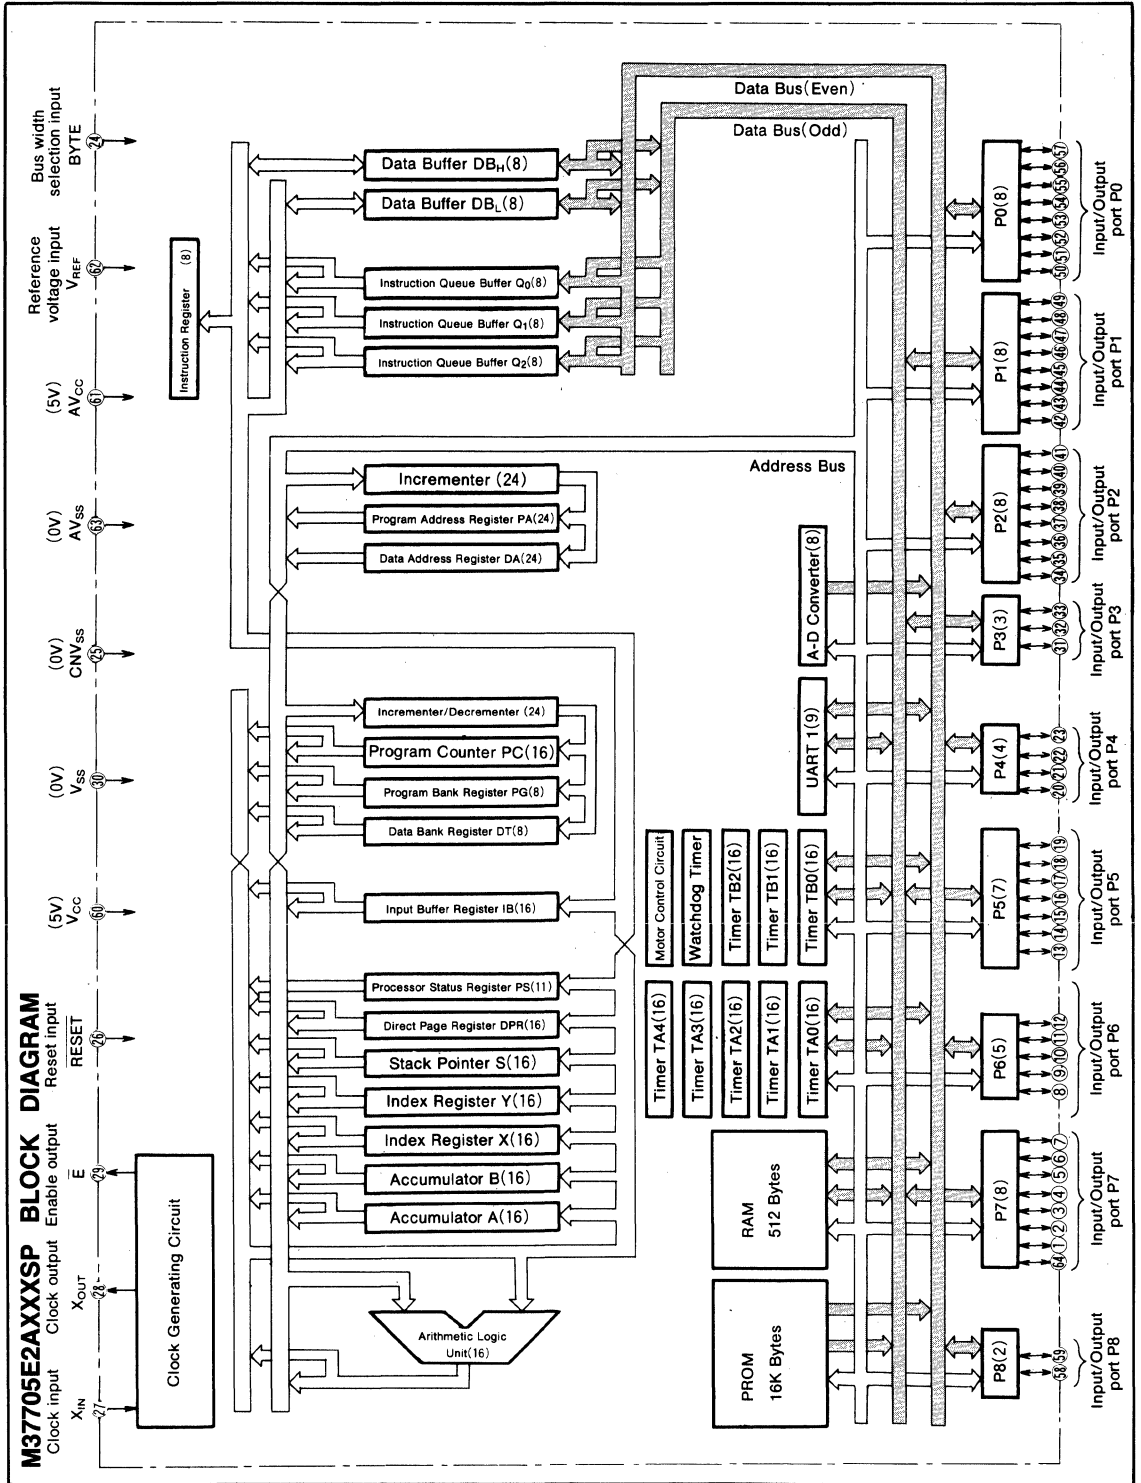 M37705E2AXXXSP BLOCK DIAGRAM
Clock input
XIN
27
Clock output
XOUT
28
Enable output
E
29
Reset input
RESET
26
(5V)
VCC
60
(0V)
VSS
30
(0V)
CNVSS
25
(0V)
AVSS
63
(5V)
AVCC
61
Reference
voltage input
VREF
62
Bus width
selection input
BYTE
24
Clock Generating Circuit
Instruction Register (8)
Data Buffer DBH(8)
Data Buffer DBL(8)
Instruction Queue Buffer Q0(8)
Instruction Queue Buffer Q1(8)
Instruction Queue Buffer Q2(8)
Incrementer (24)
Program Address Register PA(24)
Data Address Register DA(24)
Incrementer/Decrementer (24)
Program Counter PC(16)
Program Bank Register PG(8)
Data Bank Register DT(8)
Input Buffer Register IB(16)
Processor Status Register PS(11)
Direct Page Register DPR(16)
Stack Pointer S(16)
Index Register Y(16)
Index Register X(16)
Accumulator B(16)
Accumulator A(16)
Arithmetic Logic
Unit(16)
Data Bus(Even)
Data Bus(Odd)
Address Bus
A-D Converter(8)
UART 1(9)
Motor Control Circuit
Watchdog Timer
Timer TB2(16)
Timer TB1(16)
Timer TB0(16)
Timer TA4(16)
Timer TA3(16)
Timer TA2(16)
Timer TA1(16)
Timer TA0(16)
RAM
512 Bytes
PROM
16K Bytes
P8(2)
58 59
Input/Output
port P8
P7(8)
64 1 2 3 4 5 6 7
Input/Output
port P7
P6(5)
8 9 10 11 12
Input/Output
port P6
P5(7)
13 14 15 16 17 18 19
Input/Output
port P5
P4(4)
20 21 22 23
Input/Output
port P4
P3(3)
31 32 33
Input/Output
port P3
P2(8)
34 35 36 37 38 39 40 41
Input/Output
port P2
P1(8)
42 43 44 45 46 47 48 49
Input/Output
port P1
P0(8)
50 51 52 53 54 55 56 57
Input/Output
port P0